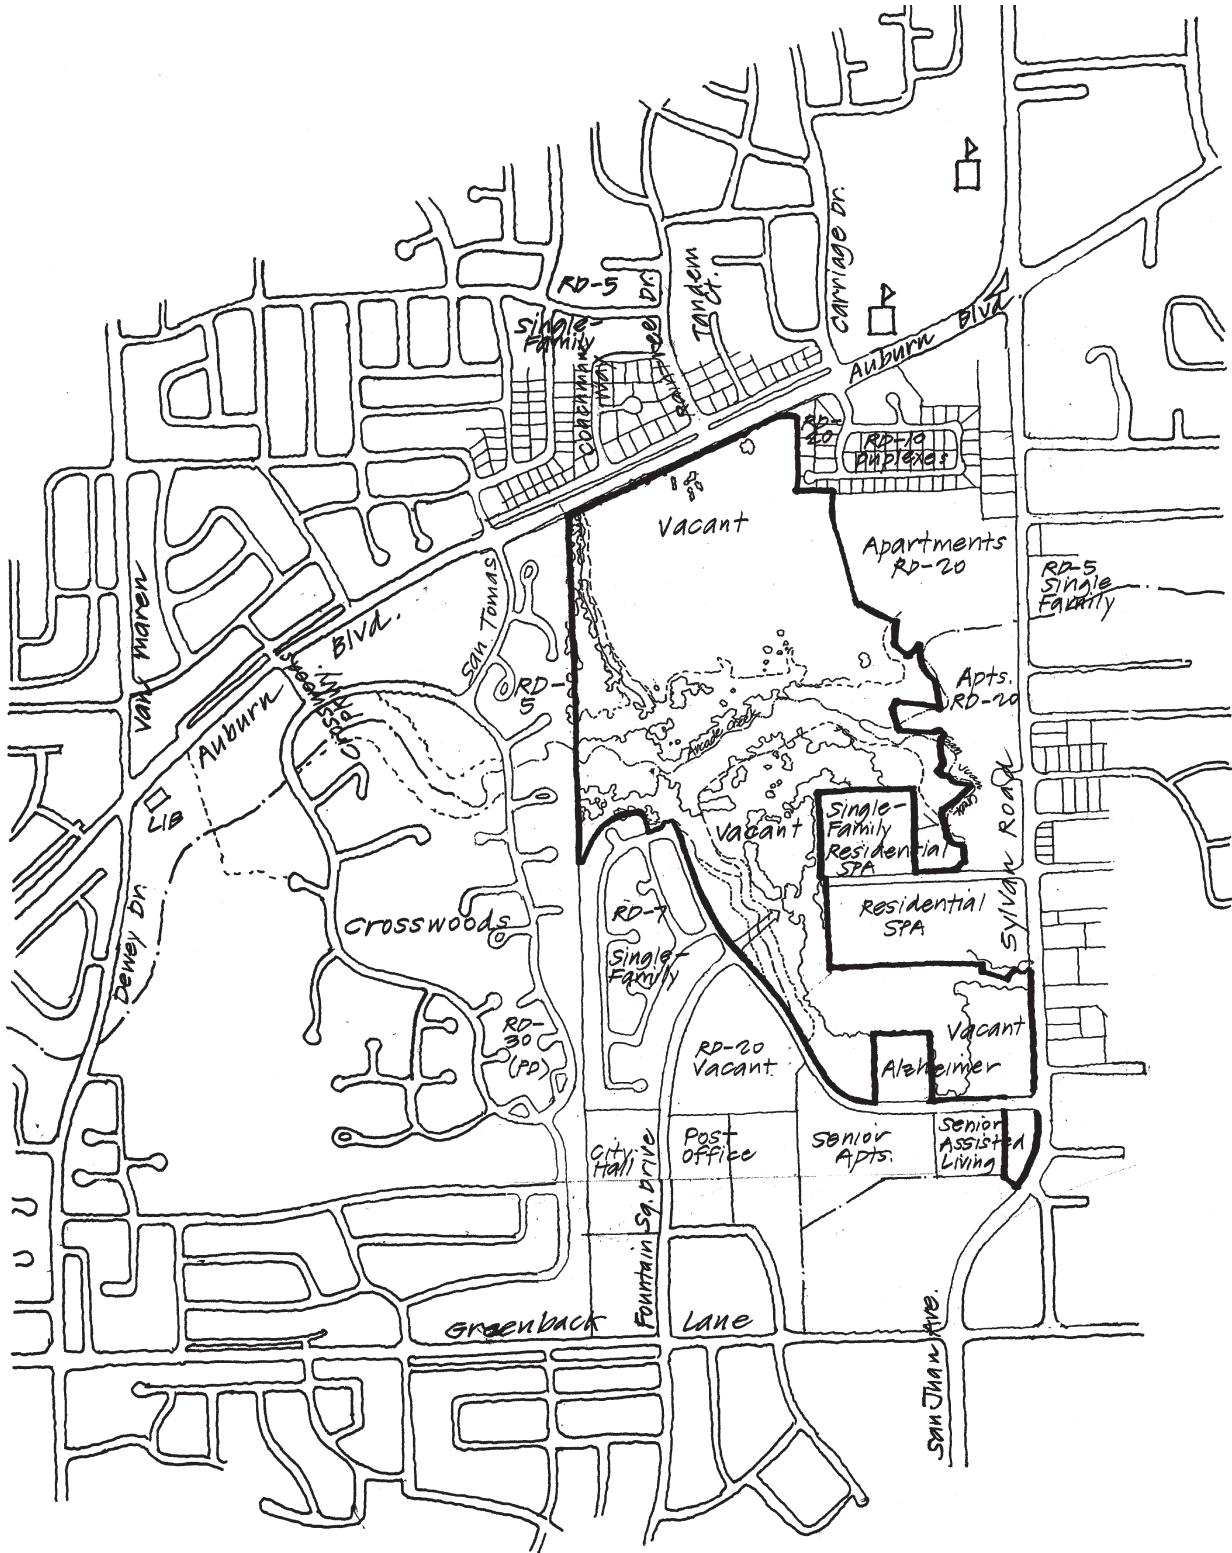 Carriage Dr.
RD-5
Raintree Dr.
Tandem
Ct.
Single-
Family
Coachman
Way
Auburn Blvd
RD-
20
RD-10
Duplexes
Vacant
Apartments
RD-20
RD-5
Single
Family
Van Maren
San Tomas
Auburn Blvd.
Crosswoods
Pkwy.
RD-
5
Apts.
RD-20
Arcade Creek
Creek
LIB
Vacant
Single-
Family
Residential
SPA
Sylvan Road
Residential
SPA
Dewey Dr.
Crosswoods
RD-7
Single-
Family
RD-
30
(PD)
RD-20
Vacant
Vacant
Alzheimer
City
Hall
Post
Office
Senior
Apts.
Senior
Assisted
Living
Fountain Sq. Drive
Greenback Lane
San Juan Ave.